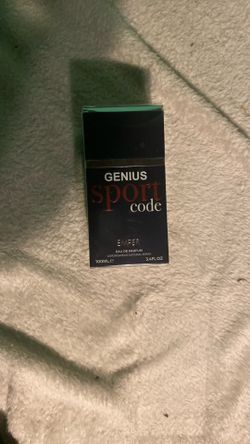 GENIUS
sport
code
EMPER
EAU DE PARFUM
100ML ℮ 3.4FL.OZ